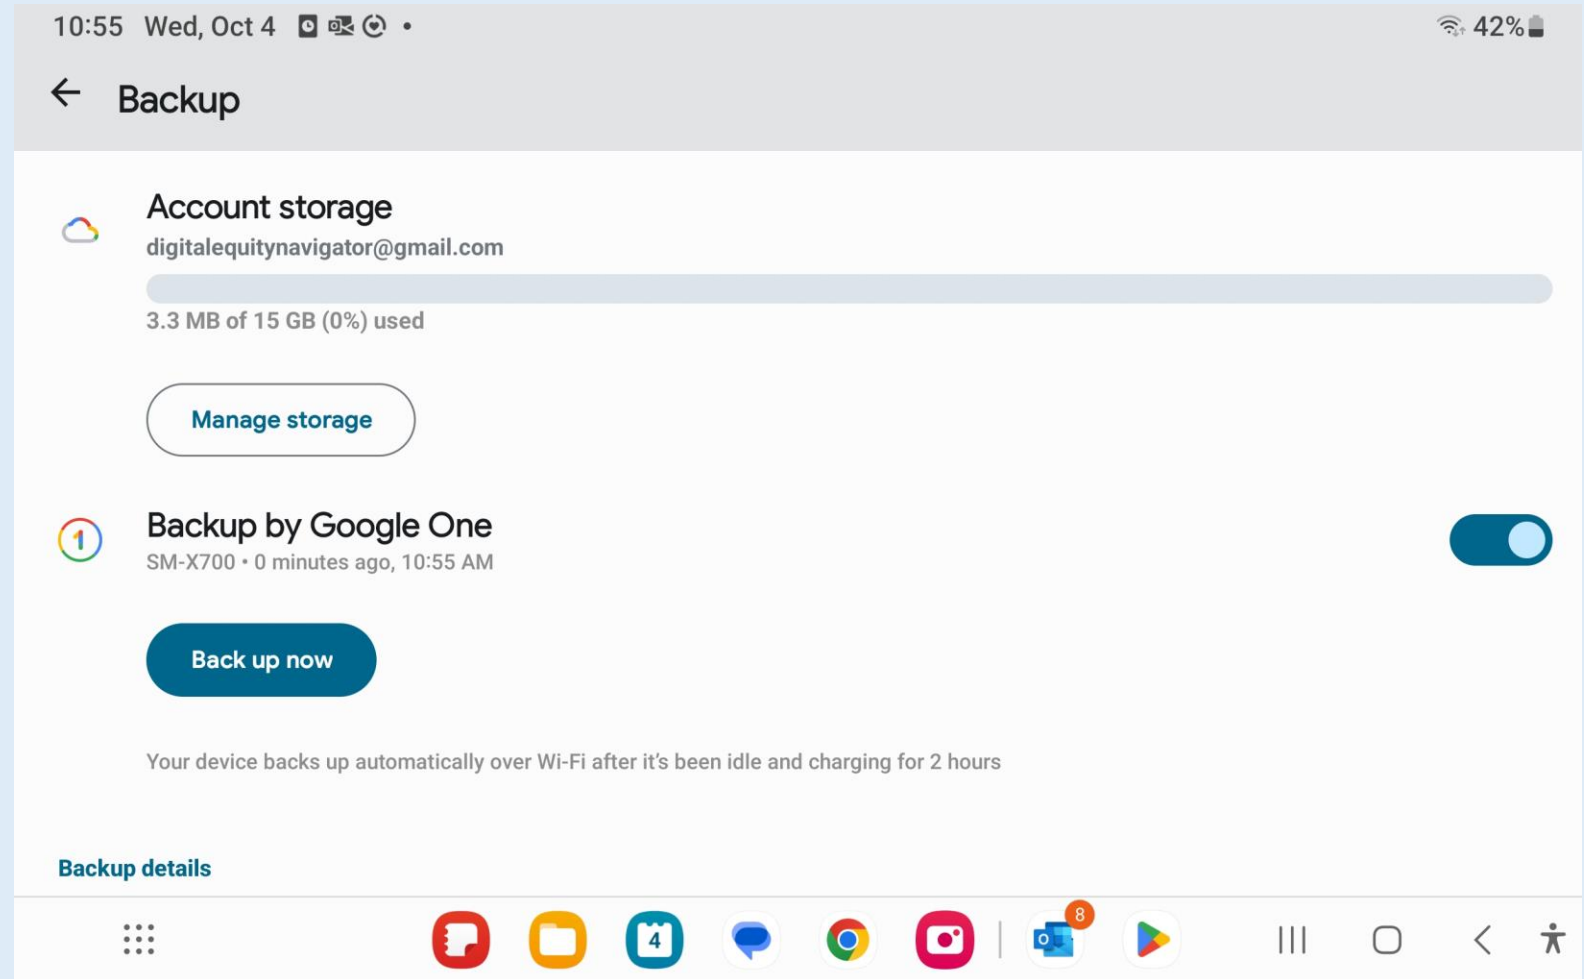 10:55 Wed, Oct 4 42%
Backup
Account storage
digitalequitynavigator@gmail.com
3.3 MB of 15 GB (0%) used
Manage storage
1
Backup by Google One
SM-X700 • 0 minutes ago, 10:55 AM
Back up now
Your device backs up automatically over Wi-Fi after it's been idle and charging for 2 hours
Backup details
4
8